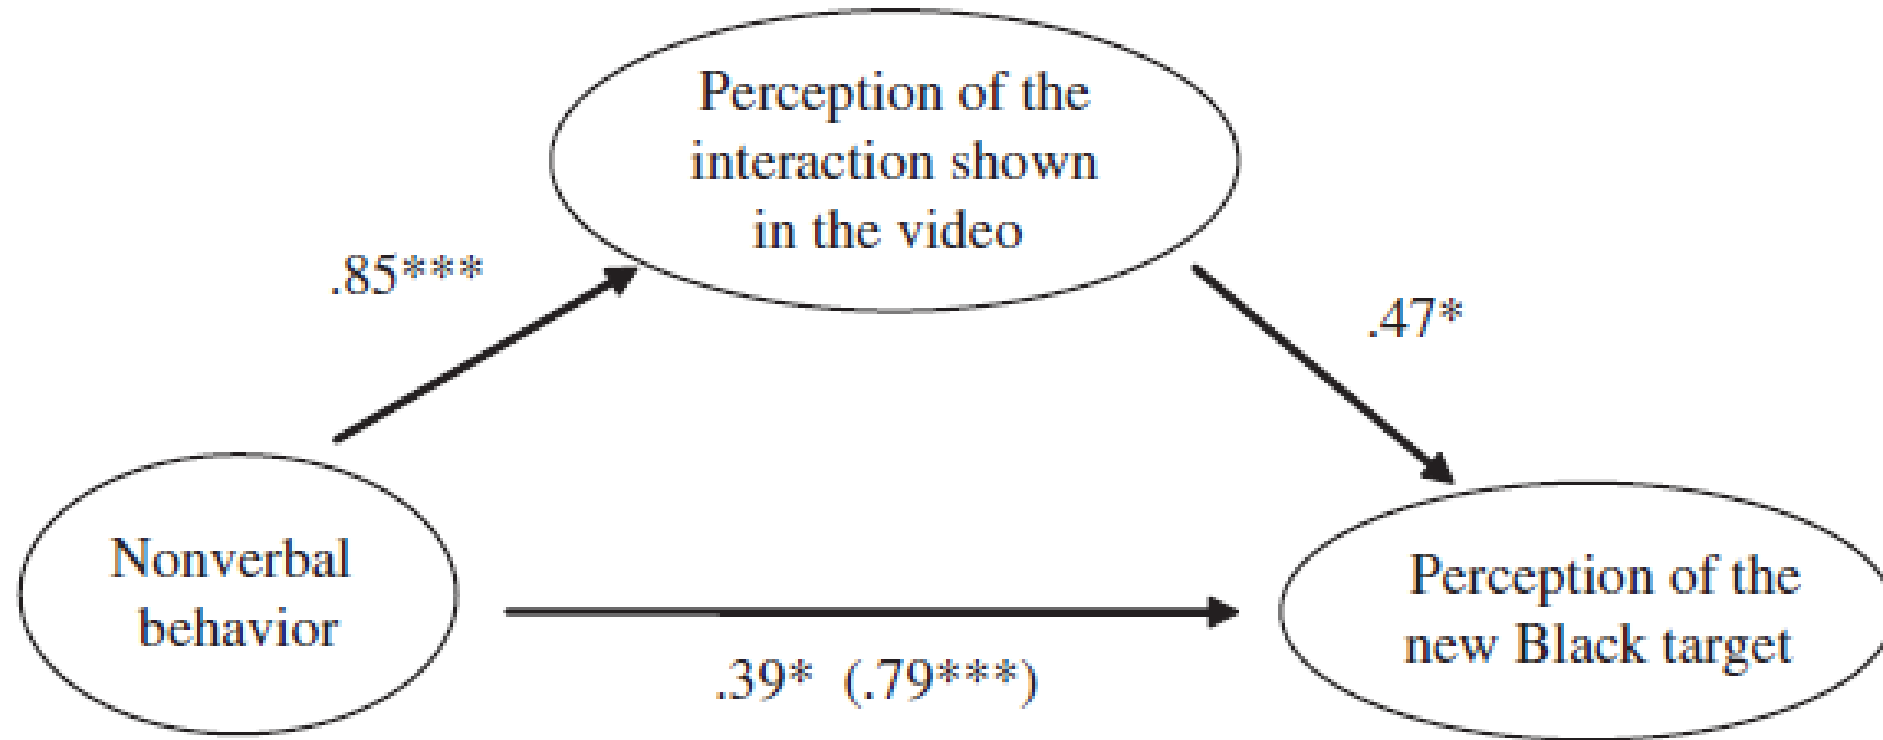 Perception of the
interaction shown
in the video
.85***
.47*
Nonverbal
behavior
Perception of the
new Black target
.39* (.79***)